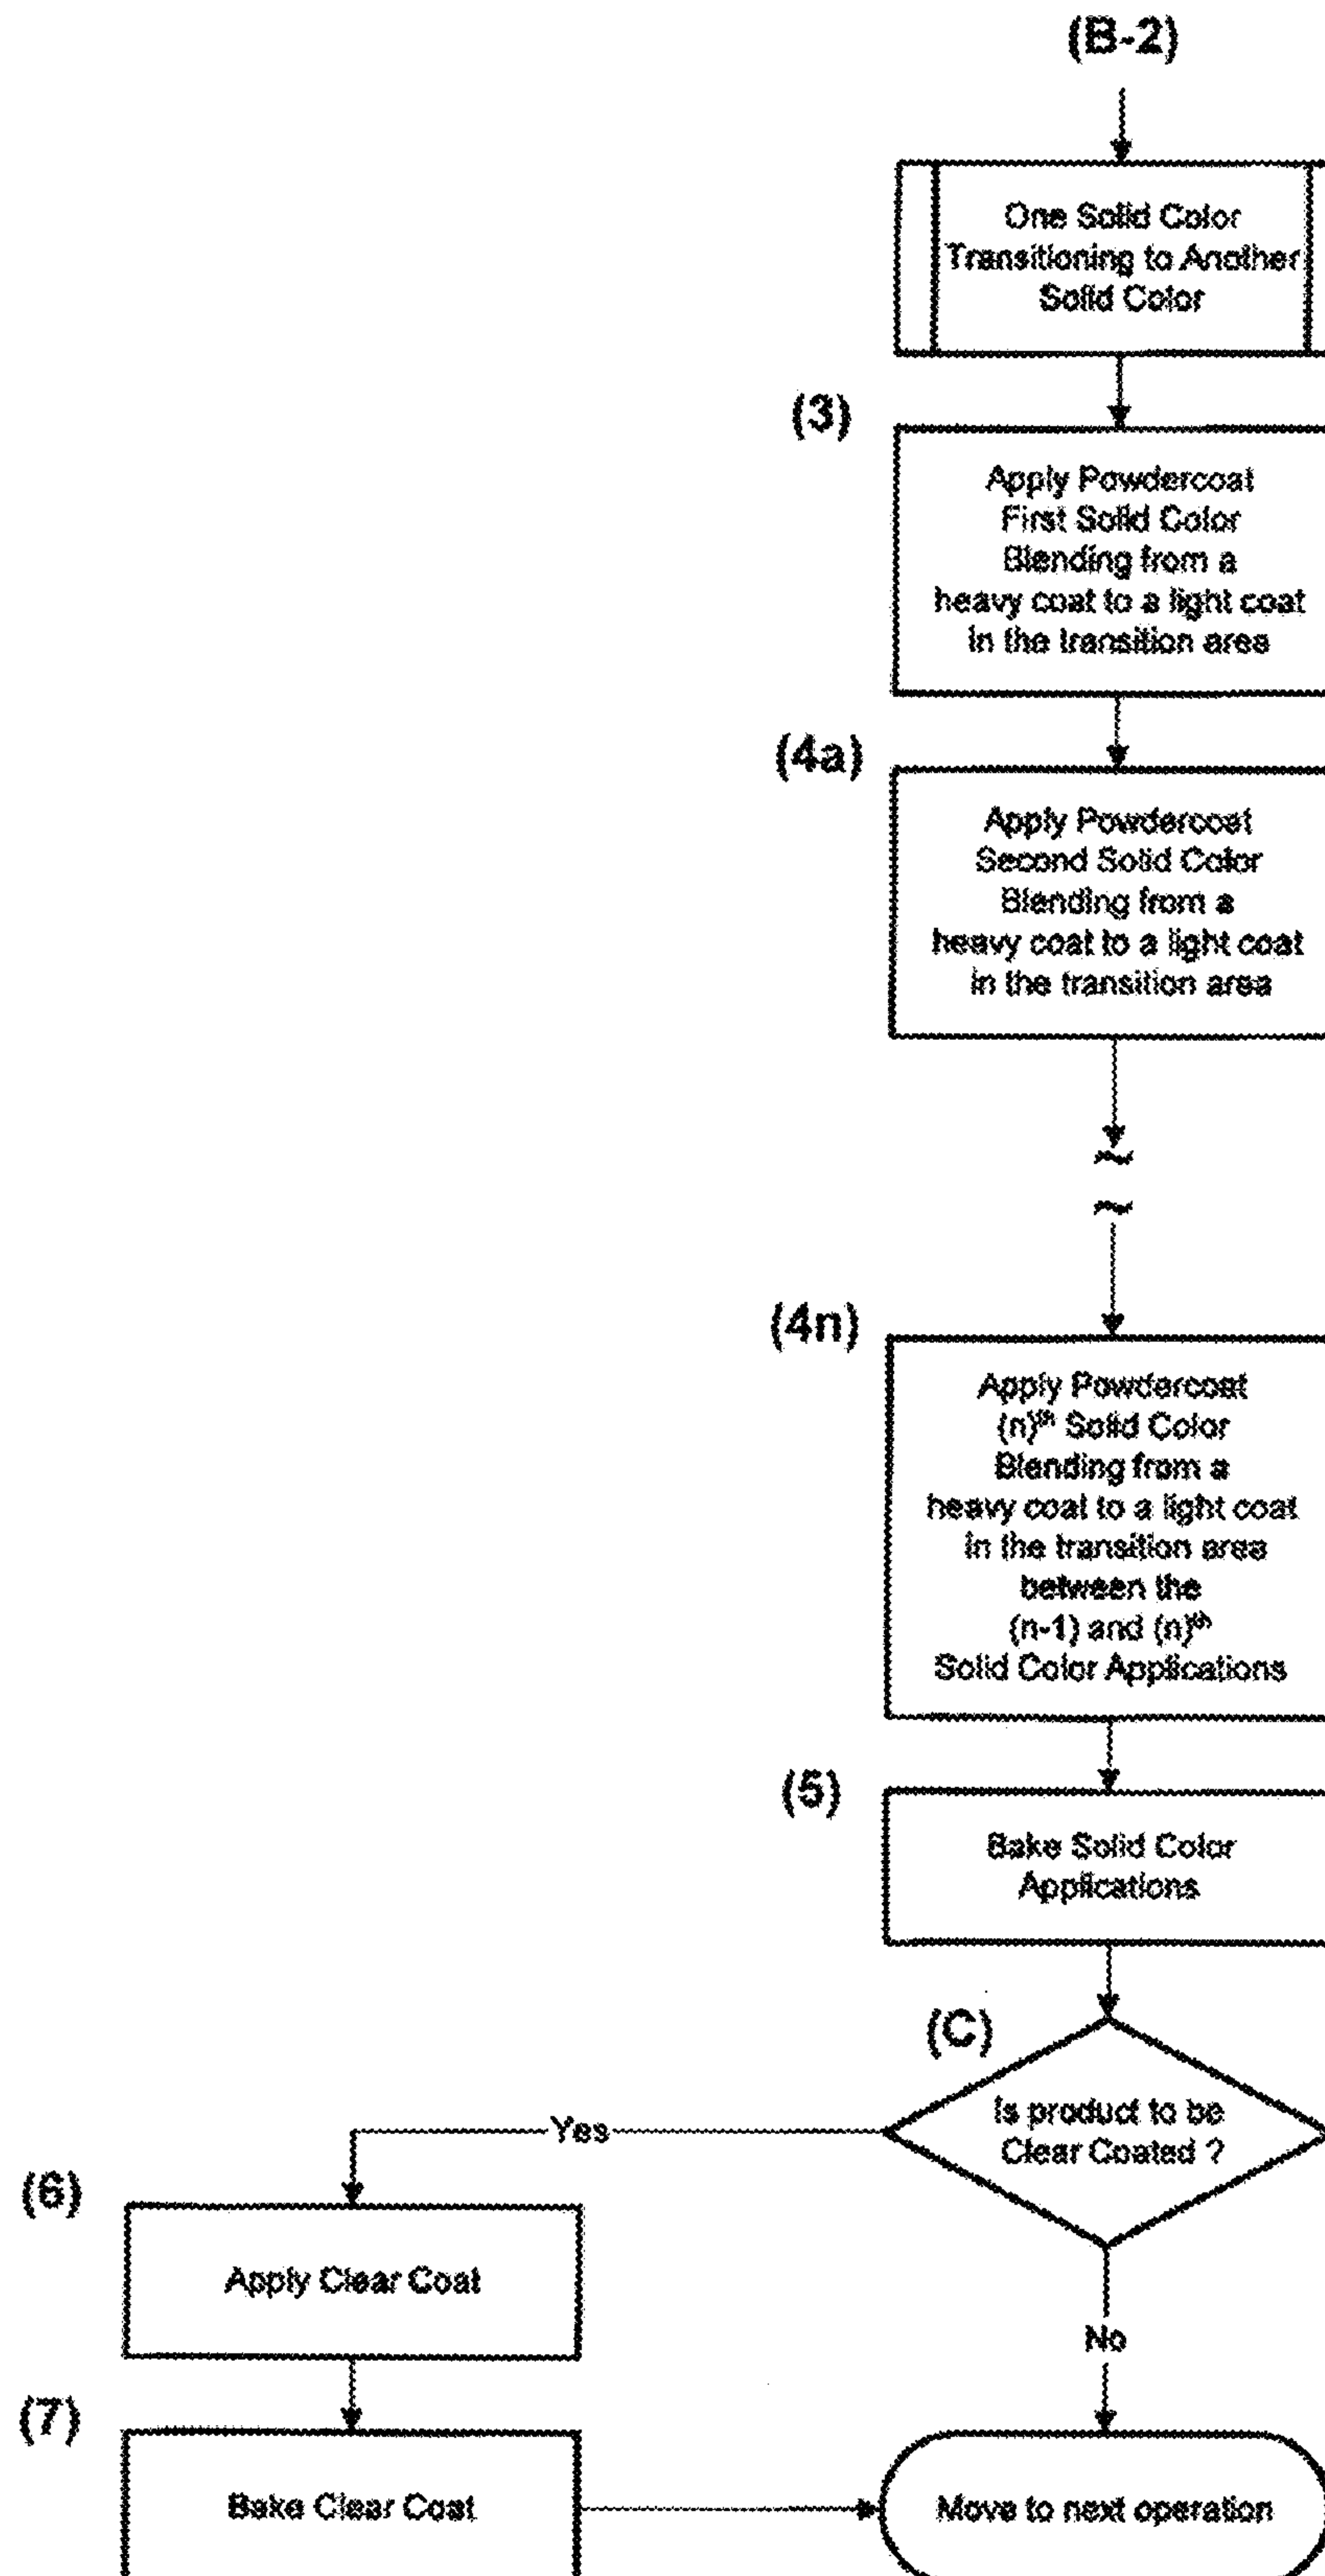 (B-2)
One Solid Color
Transitioning to Another
Solid Color
(3)
Apply Powdercoat
First Solid Color
Blending from a
heavy coat to a light coat
in the transition area
(4a)
Apply Powdercoat
Second Solid Color
Blending from a
heavy coat to a light coat
in the transition area
~
~
(4n)
Apply Powdercoat
(n)th Solid Color
Blending from a
heavy coat to a light coat
in the transition area
between the
(n-1) and (n)th
Solid Color Applications
(5)
Bake Solid Color
Applications
(C)
Is product to be
Clear Coated ?
Yes
(6)
Apply Clear Coat
No
(7)
Bake Clear Coat
Move to next operation